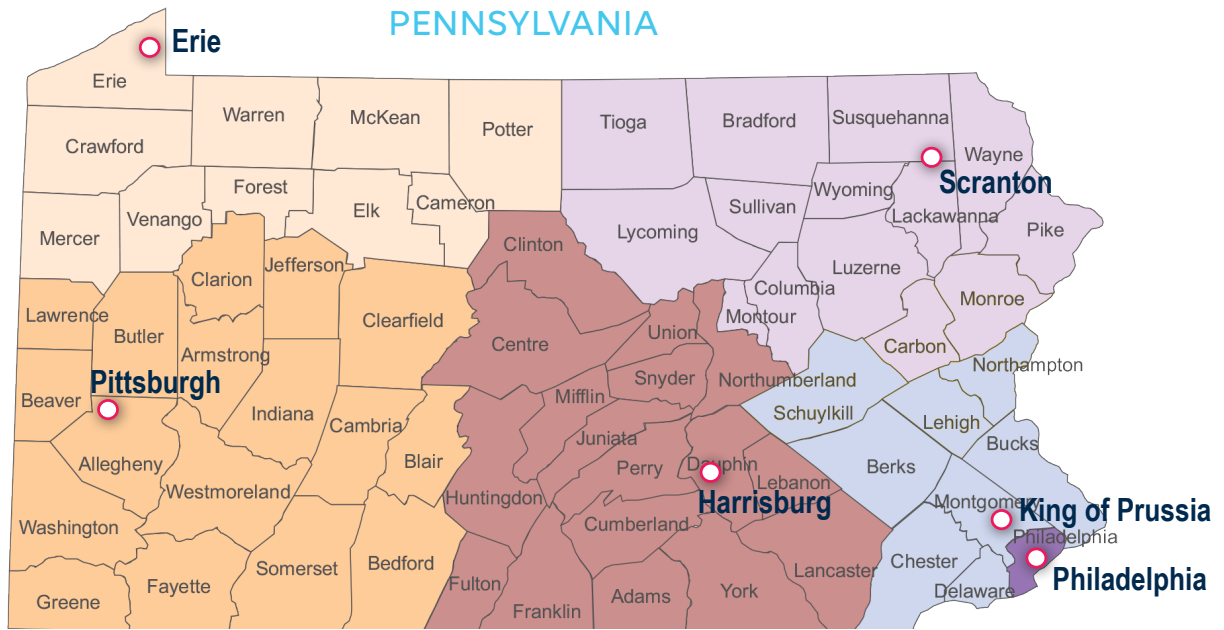 PENNSYLVANIA
Erie
Erie
Warren
McKean
Potter
Tioga
Bradford
Susquehanna
Wayne
Crawford
Scranton
Forest
Elk
Cameron
Wyoming
Sullivan
Lackawanna
Venango
Mercer
Lycoming
Pike
Clinton
Clarion
Jefferson
Luzerne
Columbia
Monroe
Lawrence
Butler
Clearfield
Montour
Union
Centre
Armstrong
Carbon
Northampton
Pittsburgh
Snyder
Northumberland
Beaver
Mifflin
Indiana
Cambria
Schuylkill
Lehigh
Juniata
Bucks
Allegheny
Blair
Perry
Dauphin
Berks
Lebanon
Westmoreland
Huntingdon
Harrisburg
Montgomery
King of Prussia
Washington
Cumberland
Philadelphia
Chester
Bedford
Somerset
Lancaster
Philadelphia
Fayette
Fulton
Delaware
Greene
Franklin
Adams
York